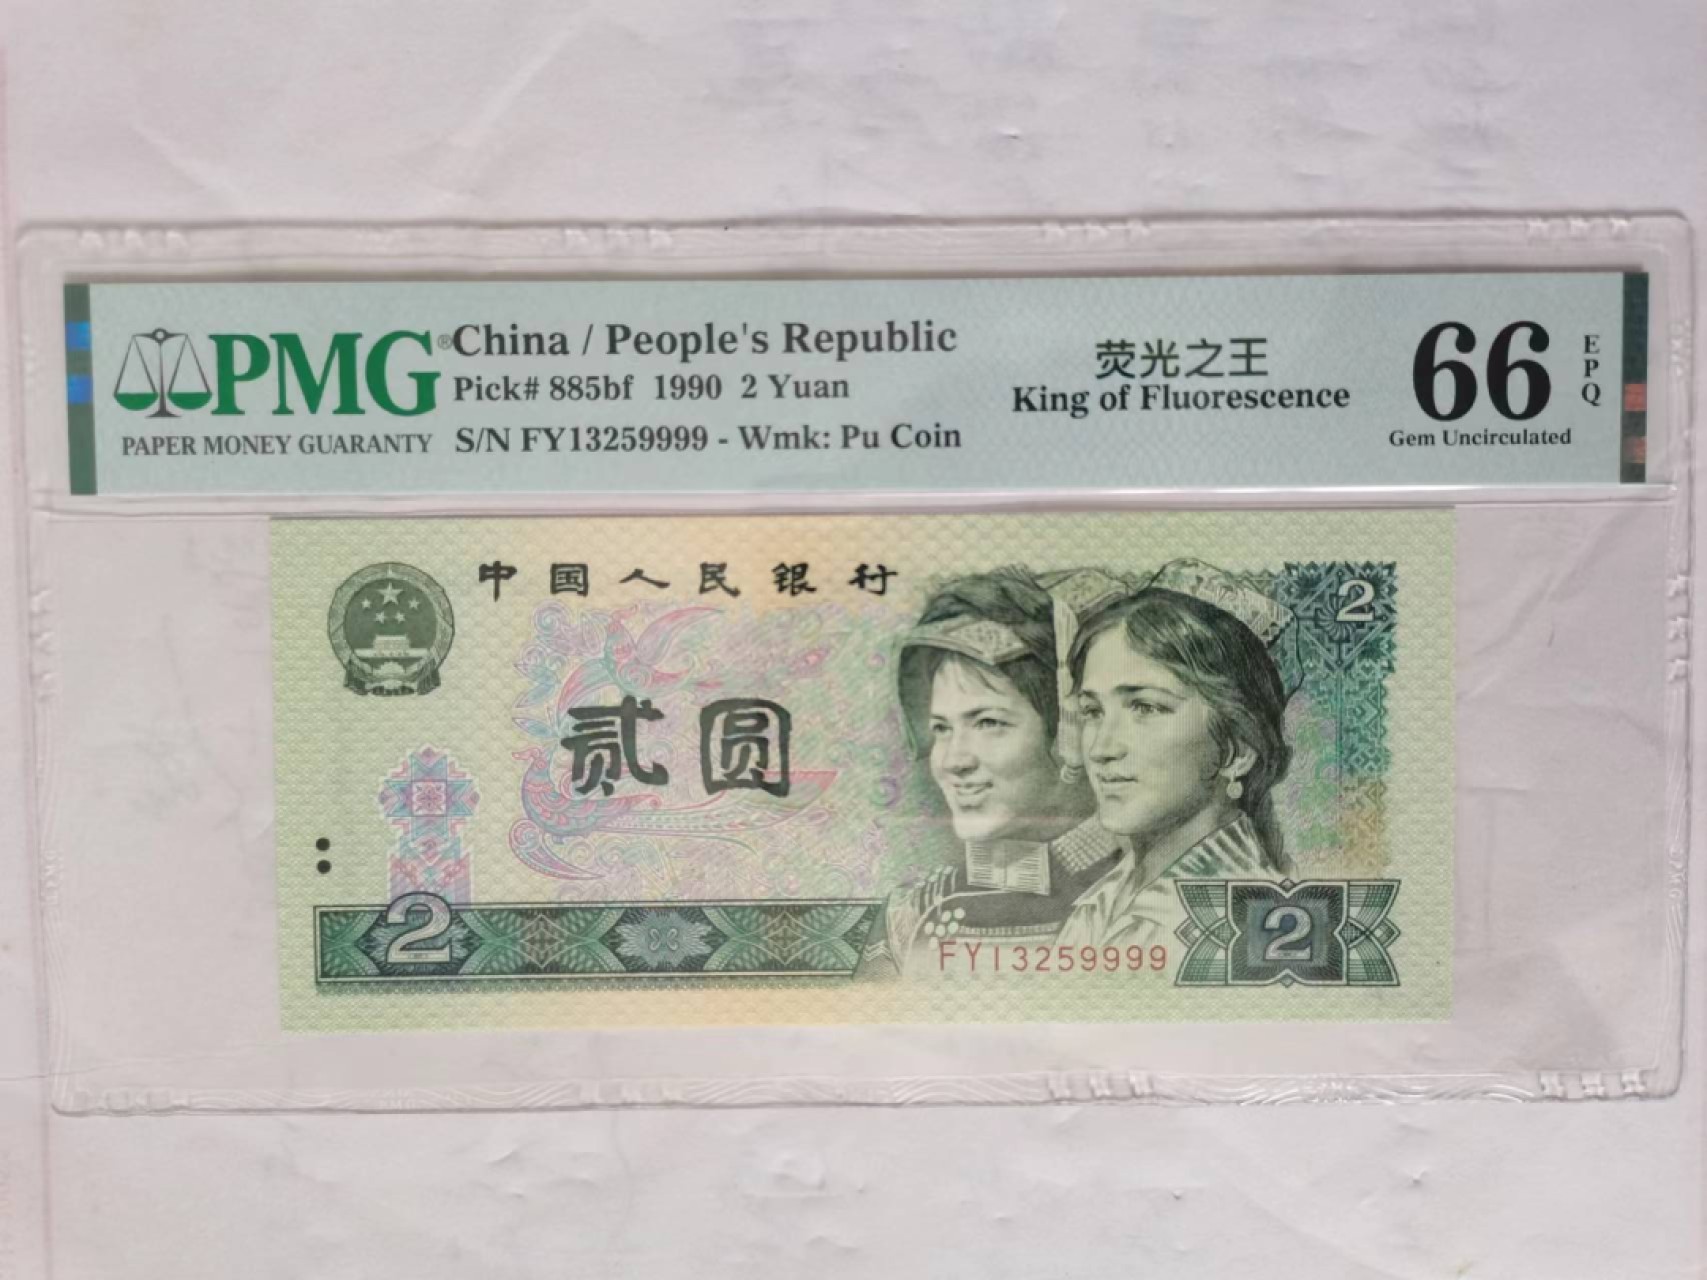 PMG®
PAPER MONEY GUARANTY
China / People's Republic
Pick# 885bf 1990 2 Yuan
S/N FY13259999 - Wmk: Pu Coin
荧光之王
King of Fluorescence
66
EPQ
Gem Uncirculated
中国人民银行
2
贰圆
2
FY13259999
2